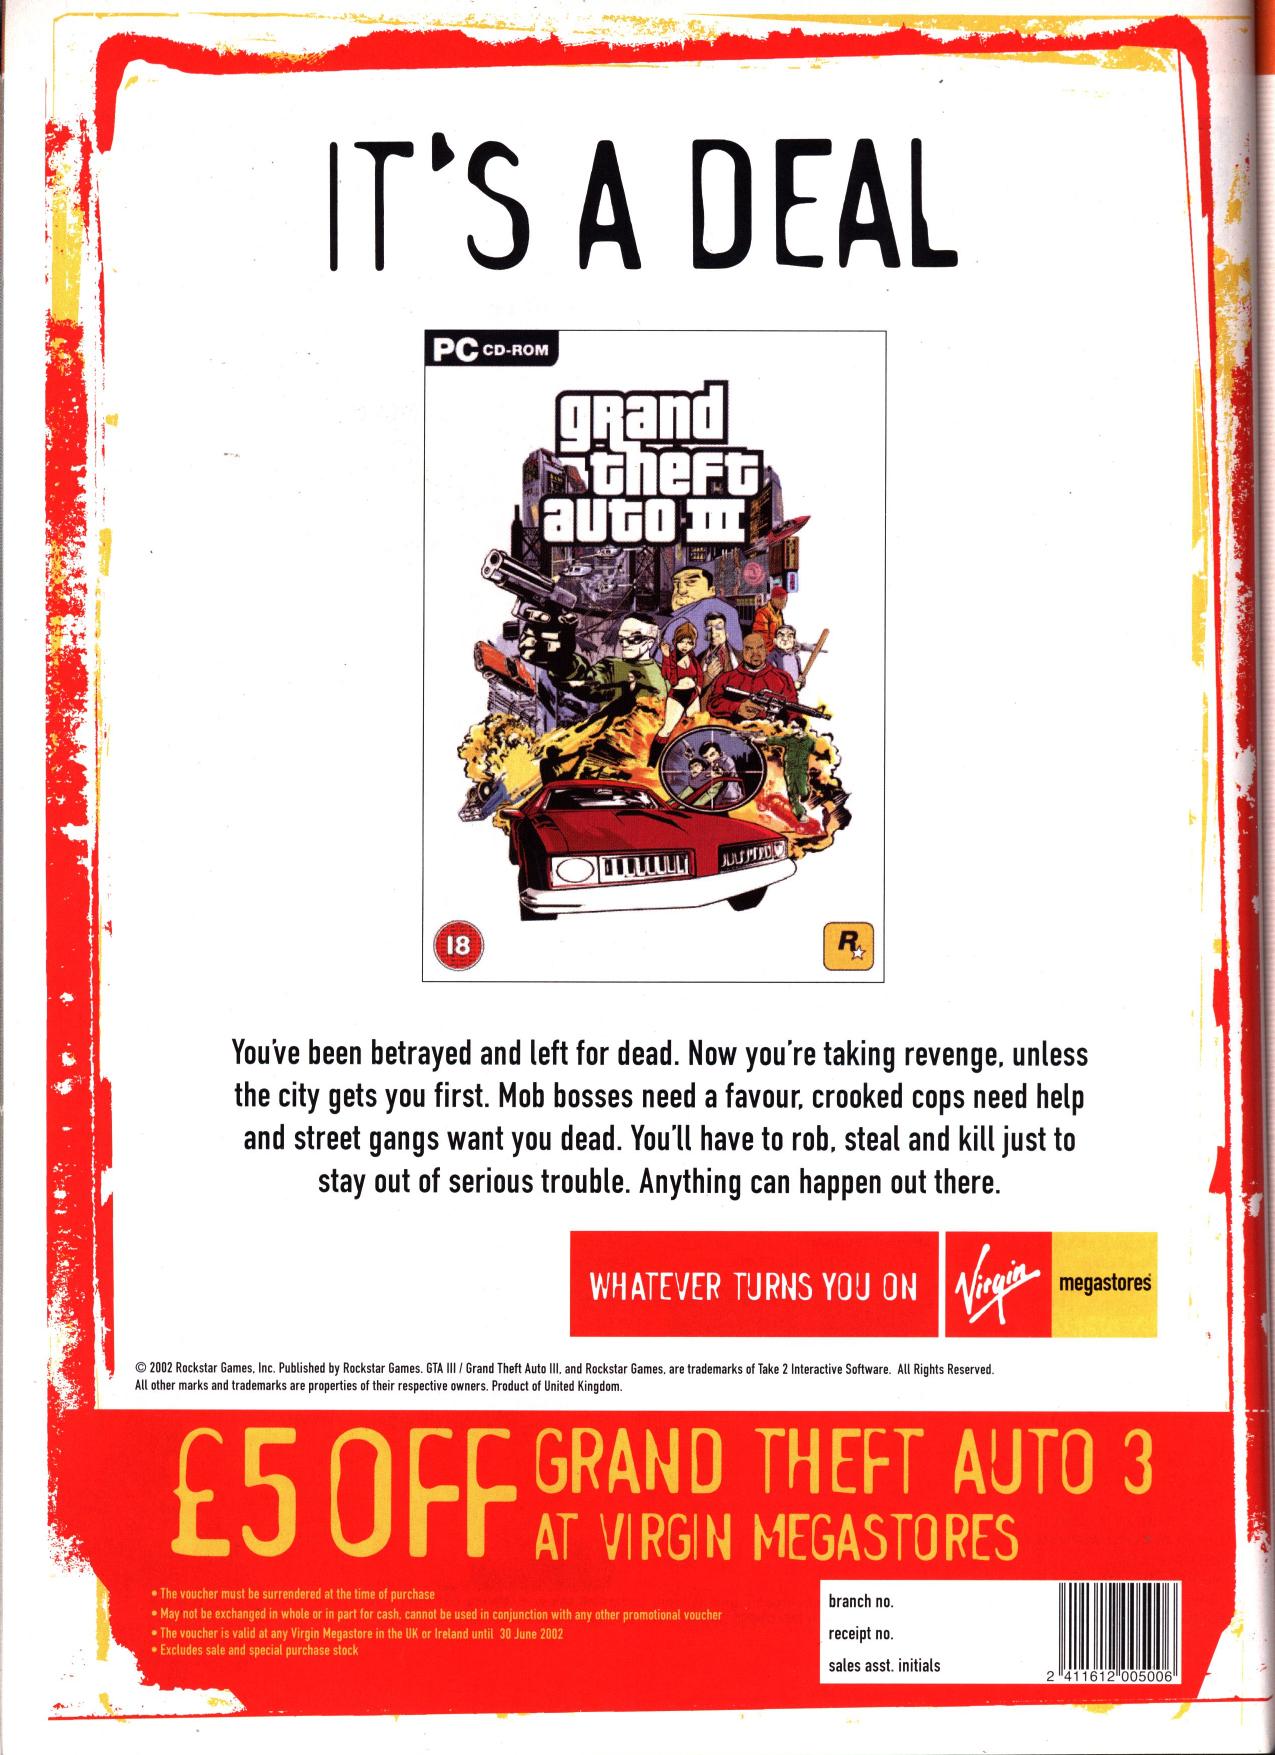 IT'S A DEAL
PC CD-ROM
grand
theft
auto III
18
R
You've been betrayed and left for dead. Now you're taking revenge, unless
the city gets you first. Mob bosses need a favour, crooked cops need help
and street gangs want you dead. You'll have to rob, steal and kill just to
stay out of serious trouble. Anything can happen out there.
WHATEVER TURNS YOU ON
Virgin megastores
© 2002 Rockstar Games, Inc. Published by Rockstar Games. GTA III / Grand Theft Auto III, and Rockstar Games, are trademarks of Take 2 Interactive Software. All Rights Reserved.
All other marks and trademarks are properties of their respective owners. Product of United Kingdom.
£5 OFF GRAND THEFT AUTO 3
AT VIRGIN MEGASTORES
• The voucher must be surrendered at the time of purchase
• May not be exchanged in whole or in part for cash, cannot be used in conjunction with any other promotional voucher
• The voucher is valid at any Virgin Megastore in the UK or Ireland until 30 June 2002
• Excludes sale and special purchase stock
branch no.
receipt no.
sales asst. initials
2 411612 005006